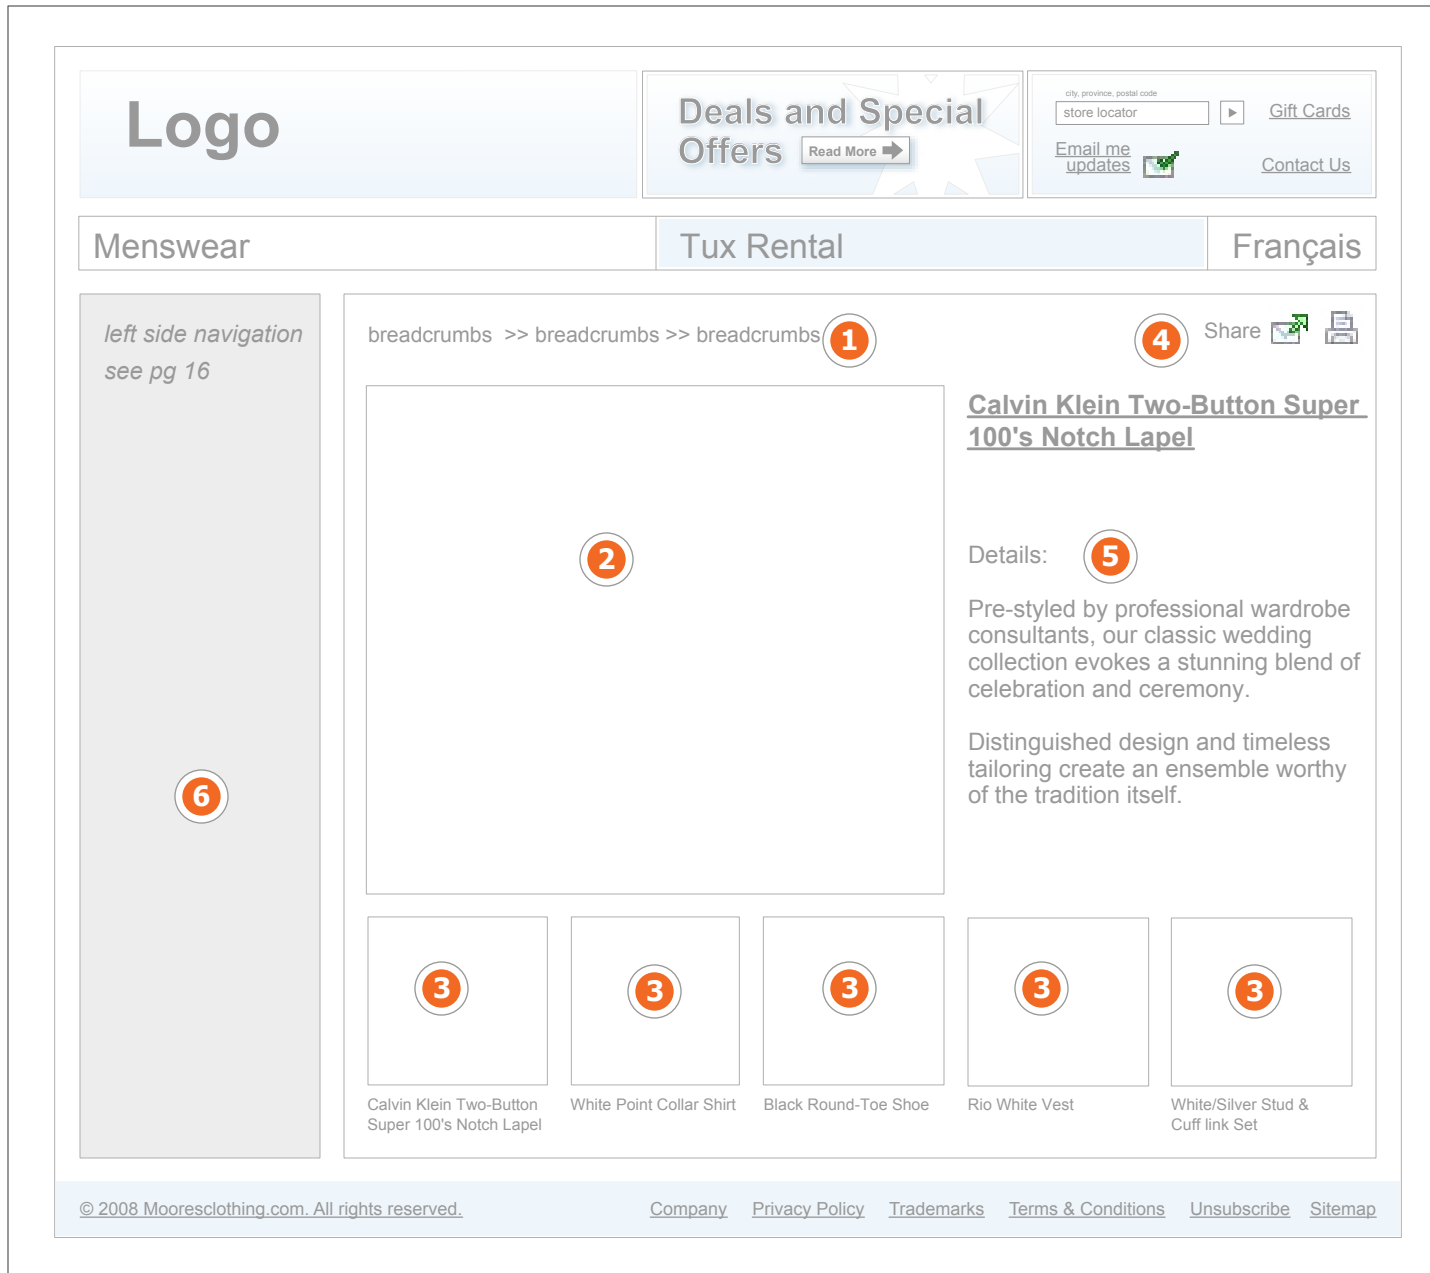 Logo
Deals and Special
Offers
Read More
city, province, postal code
store locator
Gift Cards
Email me
updates
Contact Us
Menswear
Tux Rental
Français
left side navigation
see pg 16
breadcrumbs >> breadcrumbs >> breadcrumbs
1
4
Share
Calvin Klein Two-Button Super
100's Notch Lapel
2
Details:
5
Pre-styled by professional wardrobe
consultants, our classic wedding
collection evokes a stunning blend of
celebration and ceremony.
Distinguished design and timeless
tailoring create an ensemble worthy
of the tradition itself.
6
3
3
3
3
3
Calvin Klein Two-Button
Super 100's Notch Lapel
White Point Collar Shirt
Black Round-Toe Shoe
Rio White Vest
White/Silver Stud &
Cuff link Set
© 2008 Mooresclothing.com. All rights reserved.
Company
Privacy Policy
Trademarks
Terms & Conditions
Unsubscribe
Sitemap